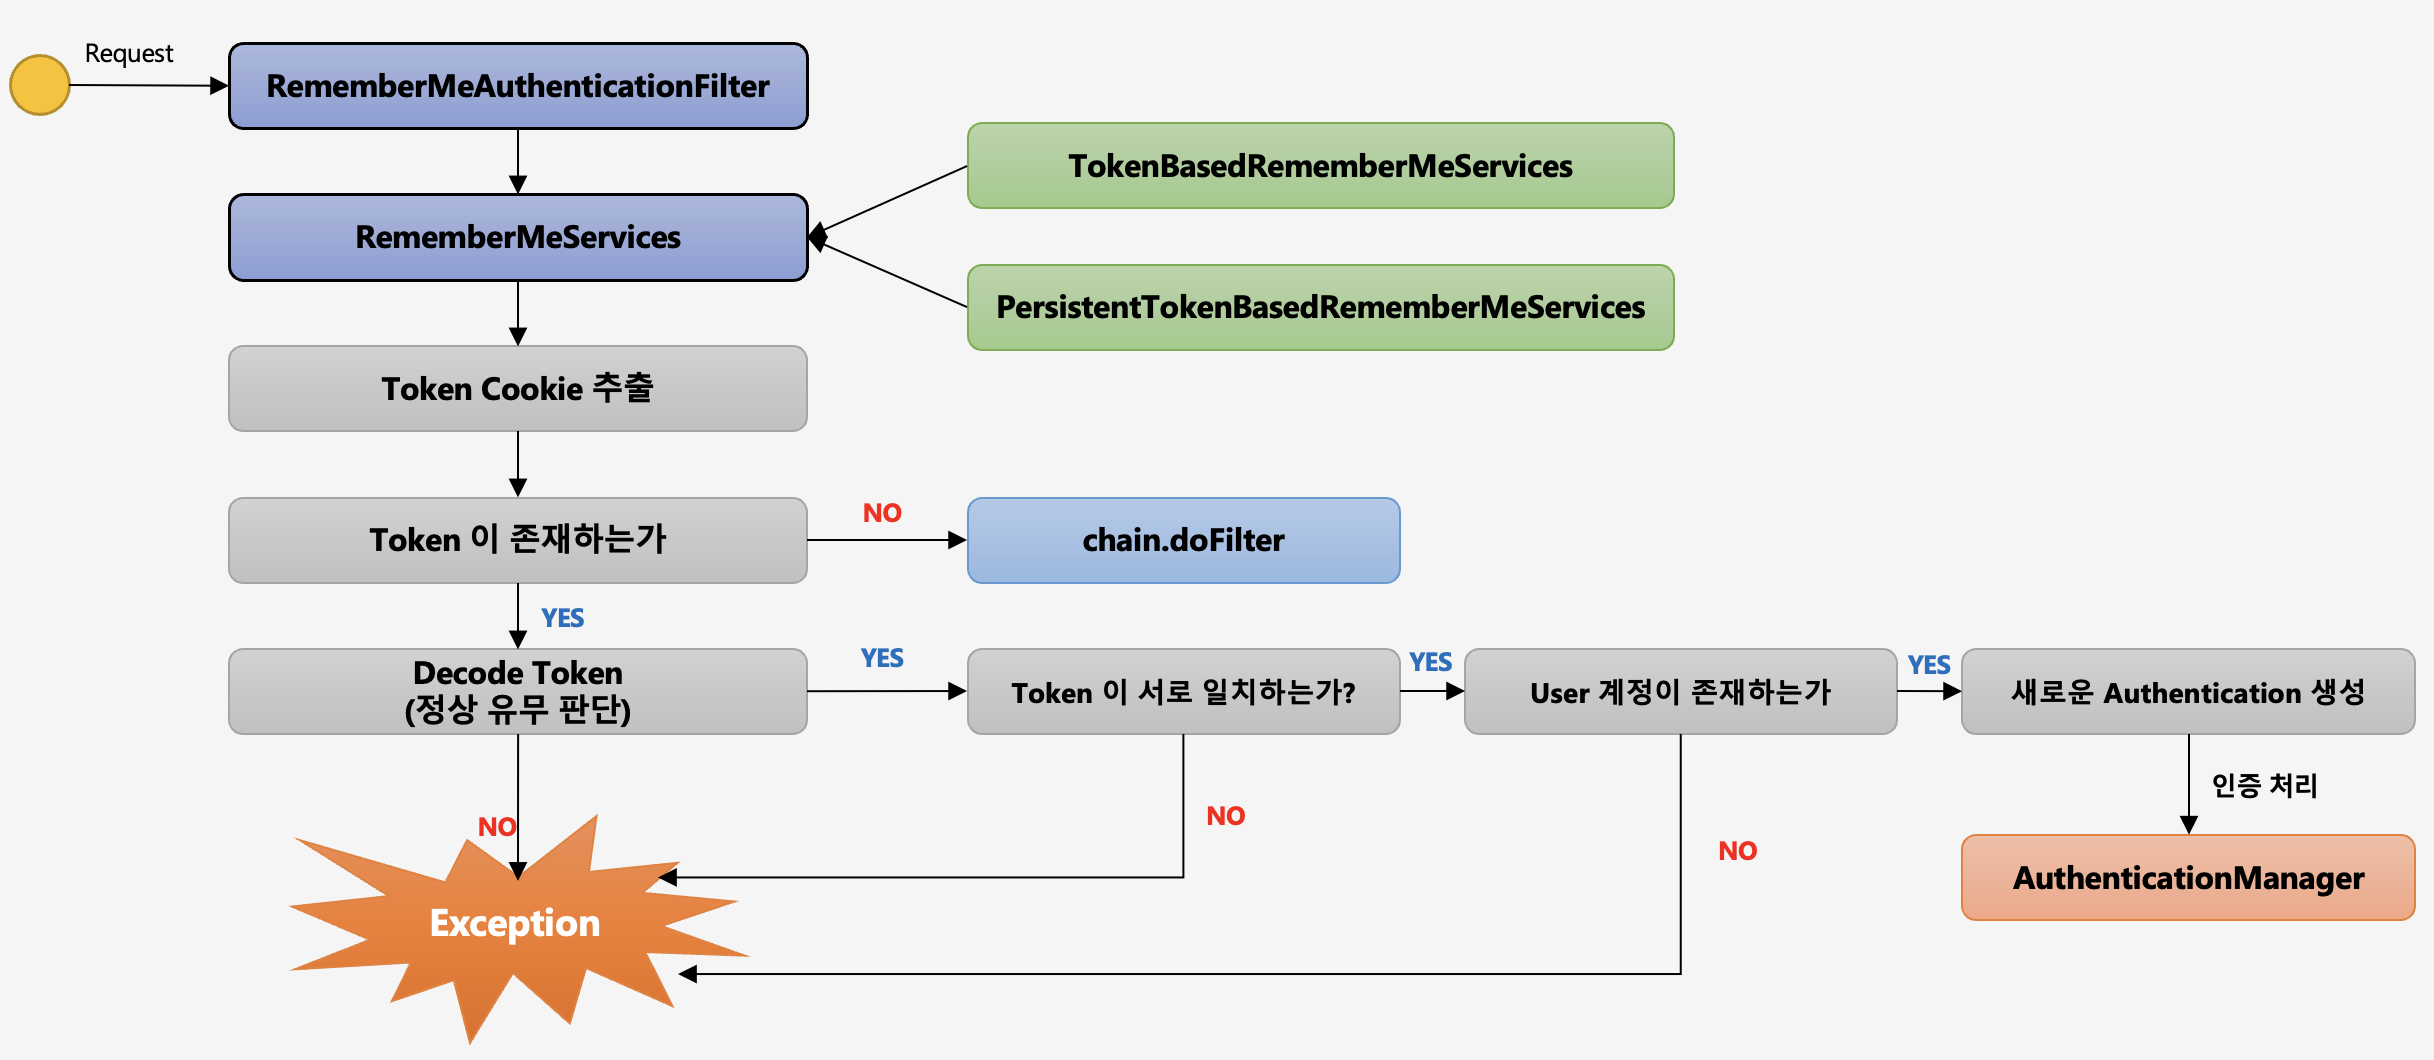 Request
RememberMeAuthenticationFilter
TokenBasedRememberMeServices
RememberMeServices
PersistentTokenBasedRememberMeServices
Token Cookie 추출
Token 이 존재하는가
NO
chain.doFilter
YES
Decode Token
(정상 유무 판단)
YES
Token 이 서로 일치하는가?
YES
User 계정이 존재하는가
YES
새로운 Authentication 생성
인증 처리
NO
NO
NO
AuthenticationManager
Exception